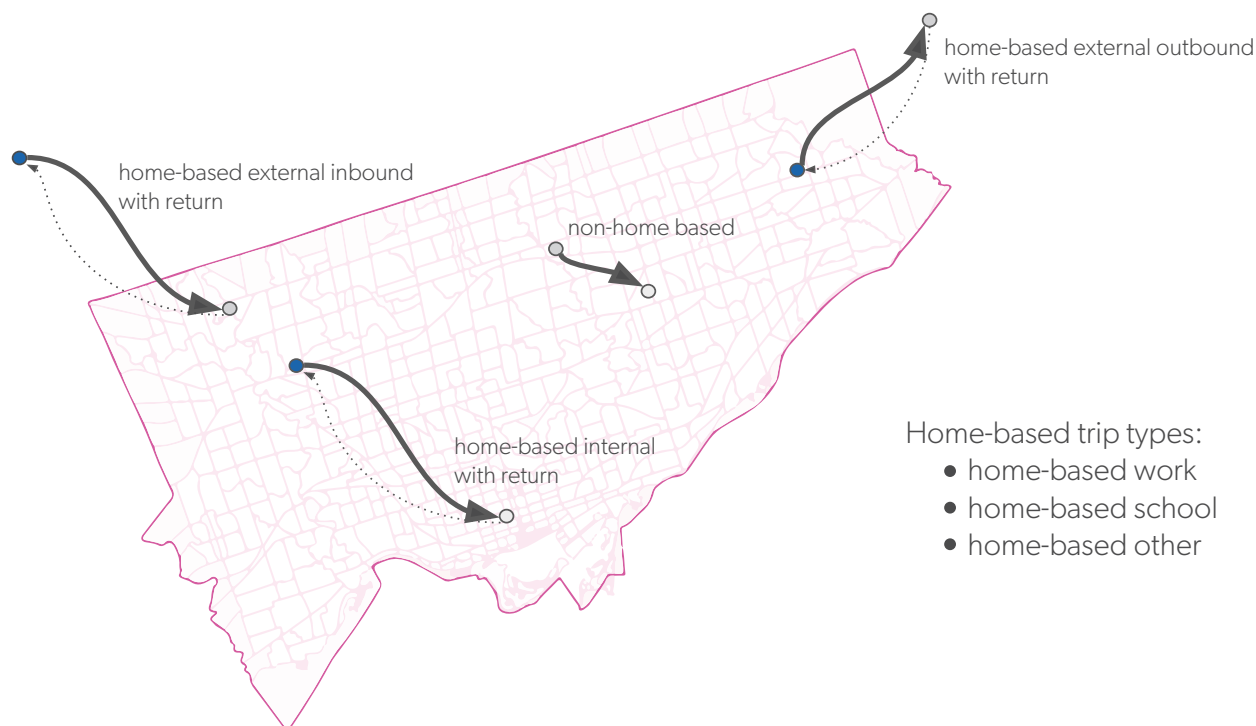 home-based external outbound
with return
home-based external inbound
with return
non-home based
home-based internal
with return
Home-based trip types:
• home-based work
• home-based school
• home-based other